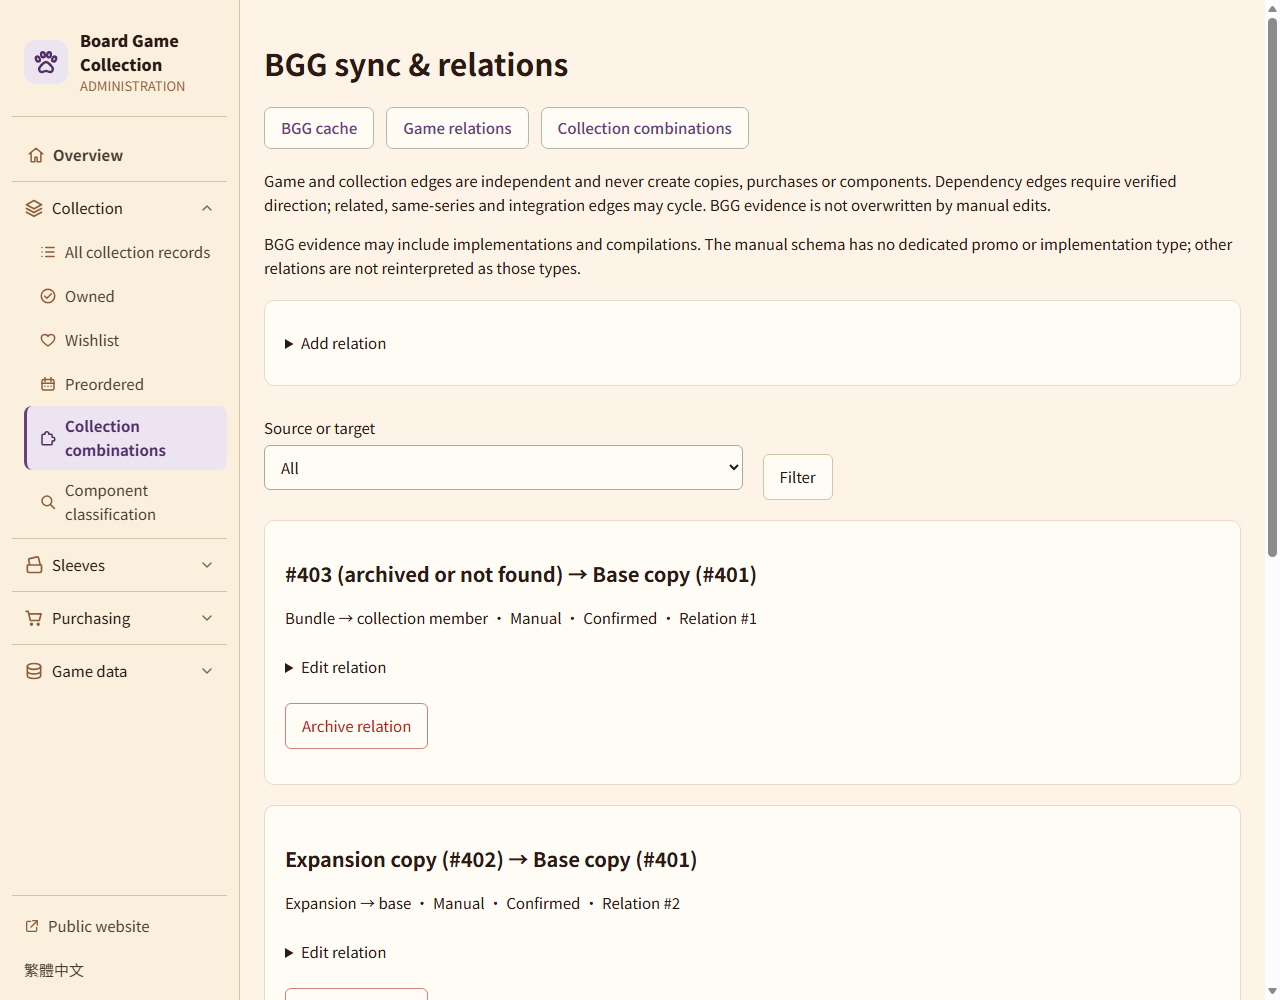 Board Game
Collection
ADMINISTRATION
Overview
Collection
All collection records
Owned
Wishlist
Preordered
Collection
combinations
Component
classification
Sleeves
Purchasing
Game data
Public website
繁體中文
BGG sync & relations
BGG cache
Game relations
Collection combinations
Game and collection edges are independent and never create copies, purchases or components. Dependency edges require verified
direction; related, same-series and integration edges may cycle. BGG evidence is not overwritten by manual edits.
BGG evidence may include implementations and compilations. The manual schema has no dedicated promo or implementation type; other
relations are not reinterpreted as those types.
Add relation
Source or target
All
Filter
#403 (archived or not found) → Base copy (#401)
Bundle → collection member • Manual • Confirmed • Relation #1
Edit relation
Archive relation
Expansion copy (#402) → Base copy (#401)
Expansion → base • Manual • Confirmed • Relation #2
Edit relation